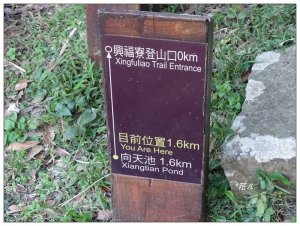 興福寮登山口0km
Xingfuliao Trail Entrance
目前位置1.6km
You Are Here
向天池 1.6km
Xiangtian Pond